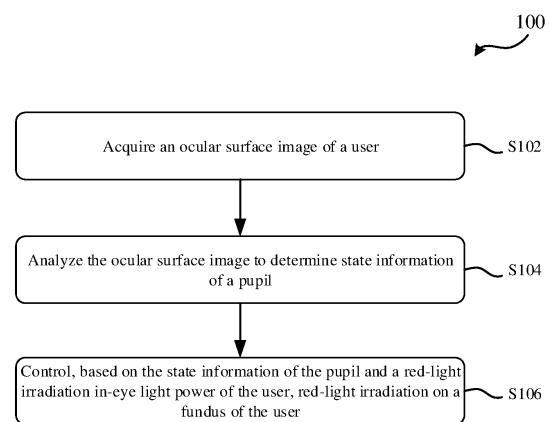 100
Acquire an ocular surface image of a user
S102
Analyze the ocular surface image to determine state information
of a pupil
S104
Control, based on the state information of the pupil and a red-light
irradiation in-eye light power of the user, red-light irradiation on a
fundus of the user
S106